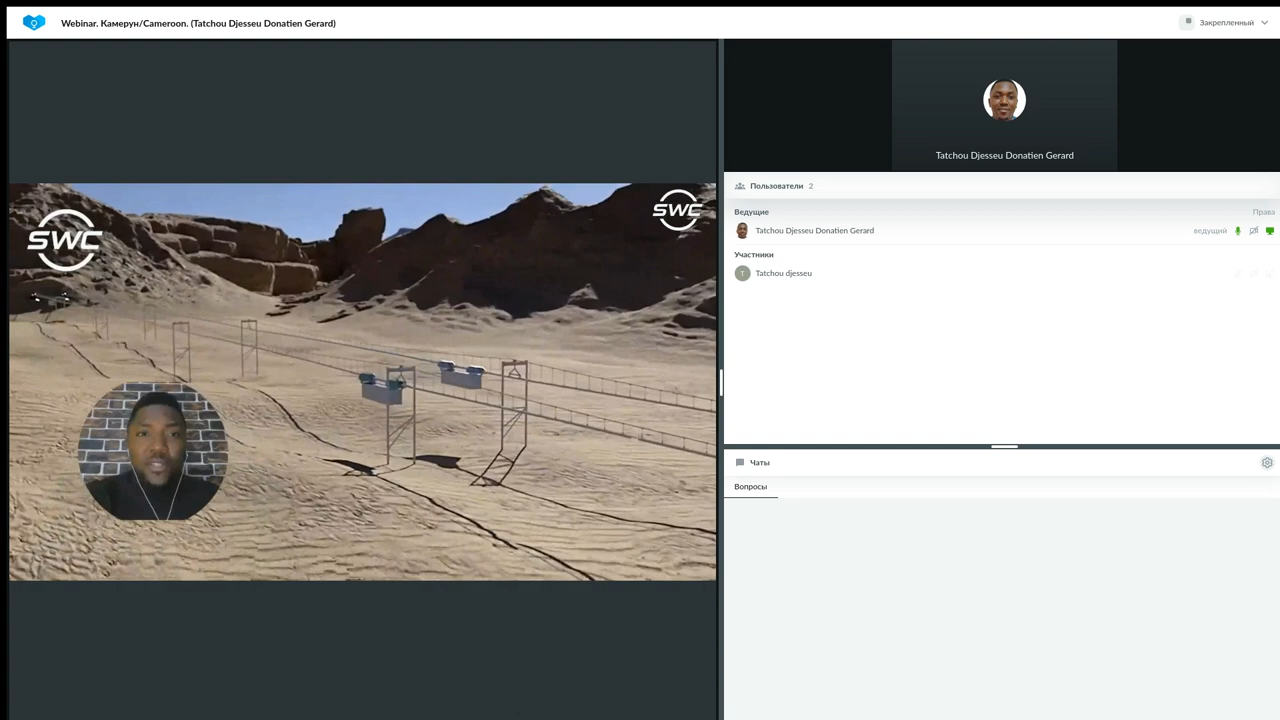 Webinar. Камерун/Cameroon. (Tatchou Djesseu Donatien Gerard)
Закрепленный
SWC
SWC
Tatchou Djesseu Donatien Gerard
Пользователи 2
Ведущие Права
Tatchou Djesseu Donatien Gerard ведущий
Участники
T Tatchou djesseu
Чаты
Вопросы